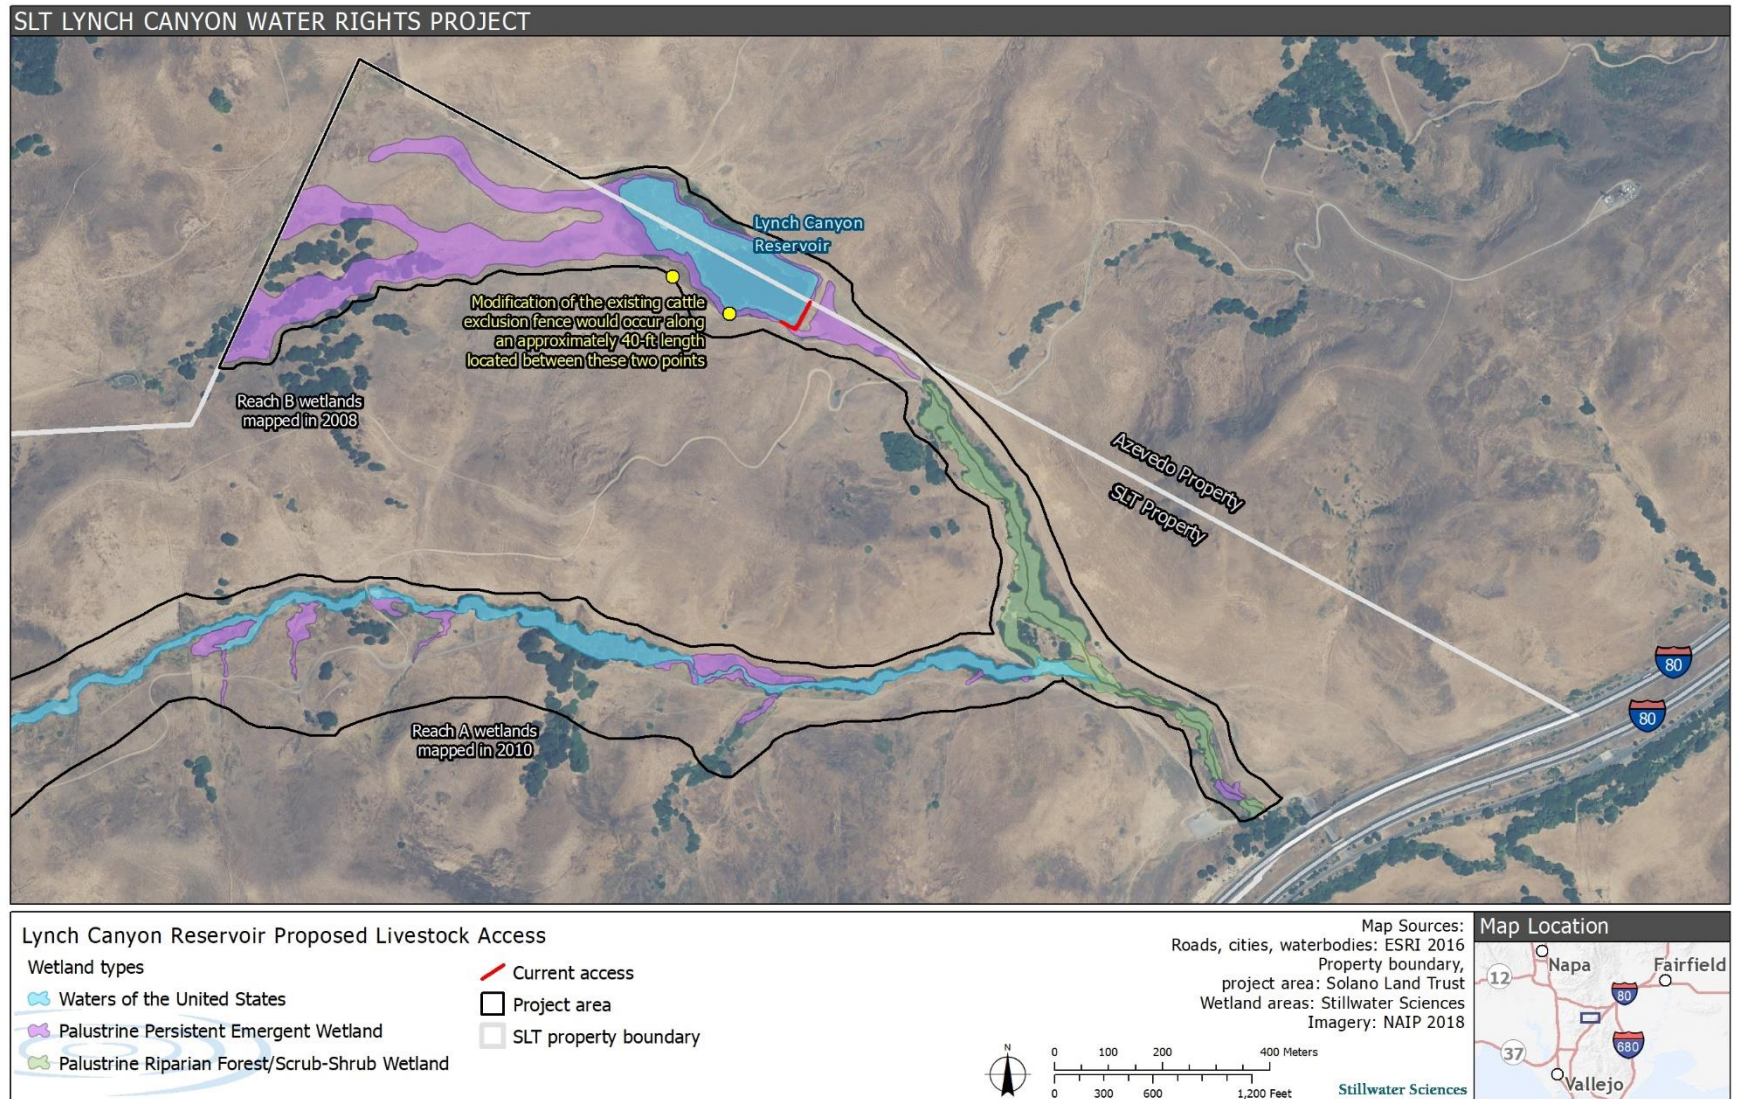 SLT LYNCH CANYON WATER RIGHTS PROJECT
Lynch Canyon
Reservoir
Modification of the existing cattle
exclusion fence would occur along
an approximately 40-ft length
located between these two points
Reach B wetlands
mapped in 2008
Azevedo Property
SLT Property
80
80
Reach A wetlands
mapped in 2010
Lynch Canyon Reservoir Proposed Livestock Access
Wetland types
Waters of the United States
Palustrine Persistent Emergent Wetland
Palustrine Riparian Forest/Scrub-Shrub Wetland
Current access
Project area
SLT property boundary
Map Sources:
Roads, cities, waterbodies: ESRI 2016
Property boundary,
project area: Solano Land Trust
Wetland areas: Stillwater Sciences
Imagery: NAIP 2018
N
0 100 200 400 Meters
0 300 600 1,200 Feet
Stillwater Sciences
Map Location
Napa
Fairfield
12
80
37
680
Vallejo